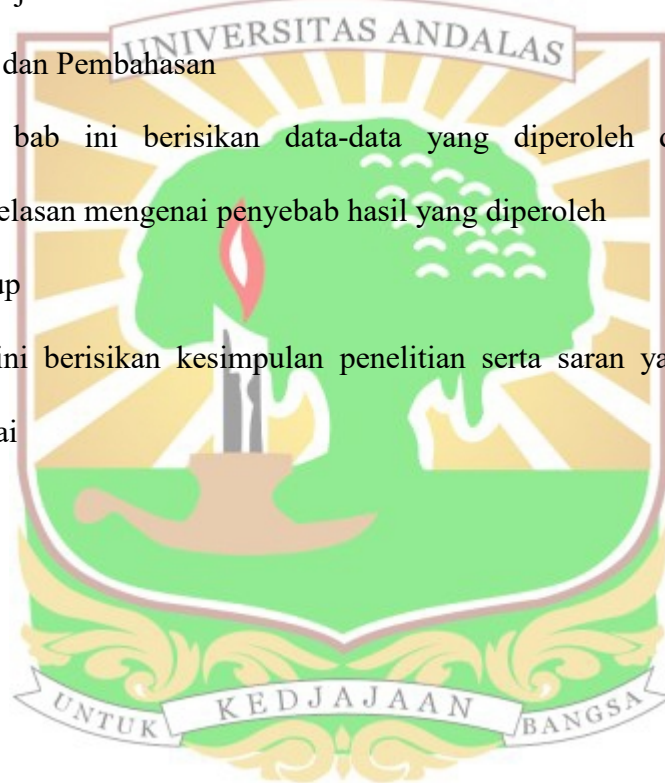 UNIVERSITAS ANDALAS
dan Pembahasan
bab ini berisikan data-data yang diperoleh
elasan mengenai penyebab hasil yang diperoleh
up
ini berisikan kesimpulan penelitian serta saran ya
ai
UNTUK KEDJAJAAN BANGSA